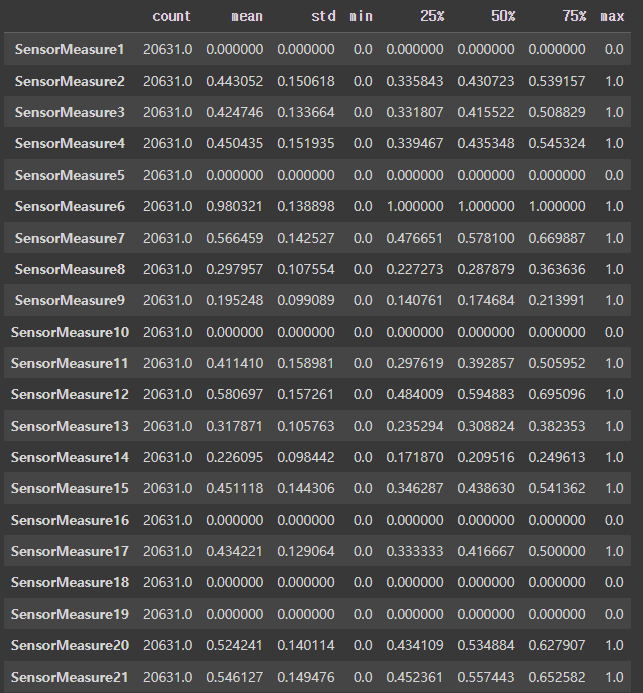 count mean std min 25% 50% 75% max
SensorMeasure1 20631.0 0.000000 0.000000 0.0 0.000000 0.000000 0.000000 0.0
SensorMeasure2 20631.0 0.443052 0.150618 0.0 0.335843 0.430723 0.539157 1.0
SensorMeasure3 20631.0 0.424746 0.133664 0.0 0.331807 0.415522 0.508829 1.0
SensorMeasure4 20631.0 0.450435 0.151935 0.0 0.339467 0.435348 0.545324 1.0
SensorMeasure5 20631.0 0.000000 0.000000 0.0 0.000000 0.000000 0.000000 0.0
SensorMeasure6 20631.0 0.980321 0.138898 0.0 1.000000 1.000000 1.000000 1.0
SensorMeasure7 20631.0 0.566459 0.142527 0.0 0.476651 0.578100 0.669887 1.0
SensorMeasure8 20631.0 0.297957 0.107554 0.0 0.227273 0.287879 0.363636 1.0
SensorMeasure9 20631.0 0.195248 0.099089 0.0 0.140761 0.174684 0.213991 1.0
SensorMeasure10 20631.0 0.000000 0.000000 0.0 0.000000 0.000000 0.000000 0.0
SensorMeasure11 20631.0 0.411410 0.158981 0.0 0.297619 0.392857 0.505952 1.0
SensorMeasure12 20631.0 0.580697 0.157261 0.0 0.484009 0.594883 0.695096 1.0
SensorMeasure13 20631.0 0.317871 0.105763 0.0 0.235294 0.308824 0.382353 1.0
SensorMeasure14 20631.0 0.226095 0.098442 0.0 0.171870 0.209516 0.249613 1.0
SensorMeasure15 20631.0 0.451118 0.144306 0.0 0.346287 0.438630 0.541362 1.0
SensorMeasure16 20631.0 0.000000 0.000000 0.0 0.000000 0.000000 0.000000 0.0
SensorMeasure17 20631.0 0.434221 0.129064 0.0 0.333333 0.416667 0.500000 1.0
SensorMeasure18 20631.0 0.000000 0.000000 0.0 0.000000 0.000000 0.000000 0.0
SensorMeasure19 20631.0 0.000000 0.000000 0.0 0.000000 0.000000 0.000000 0.0
SensorMeasure20 20631.0 0.524241 0.140114 0.0 0.434109 0.534884 0.627907 1.0
SensorMeasure21 20631.0 0.546127 0.149476 0.0 0.452361 0.557443 0.652582 1.0